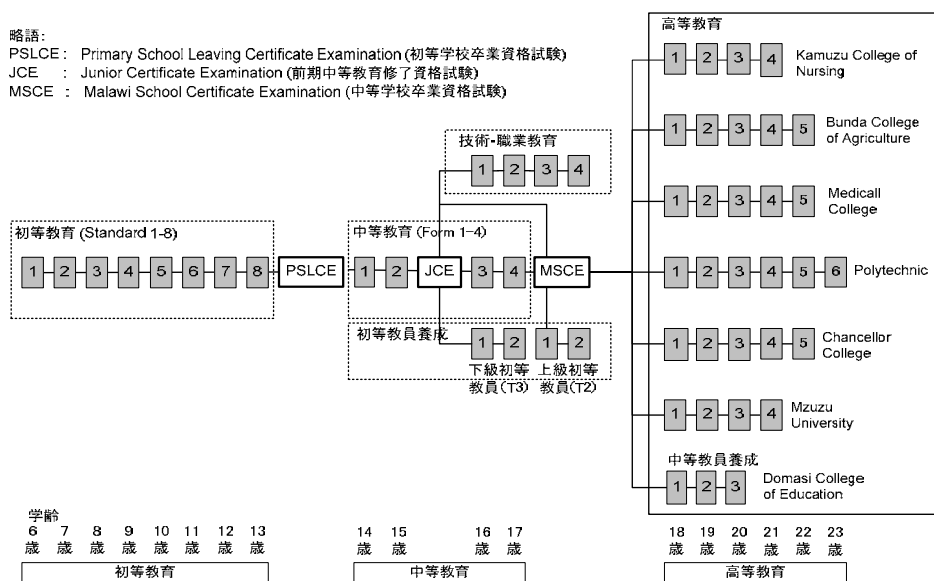 略語:
PSLCE : Primary School Leaving Certificate Examination (初等学校卒業資格試験)
JCE : Junior Certificate Examination (前期中等教育修了資格試験)
MSCE : Malawi School Certificate Examination (中等学校卒業資格試験)
高等教育
1 2 3 4
Kamuzu College of
Nursing
1 2 3 4 5
Bunda College
of Agriculture
技術-職業教育
1 2 3 4
1 2 3 4 5
Medicall
College
初等教育 (Standard 1-8)
1 2 3 4 5 6 7 8
PSLCE
中等教育 (Form 1-4)
1 2 JCE 3 4
MSCE
1 2 3 4 5 6 Polytechnic
初等教員養成
1 2 1 2
下級初等
教員(T3)
上級初等
教員(T2)
1 2 3 4 5
Chancellor
College
1 2 3 4
Mzuzu
University
中等教員養成
1 2 3
Domasi College
of Education
学齢
6 7 8 9 10 11 12 13 14 15 16 17 18 19 20 21 22 23
歳 歳 歳 歳 歳 歳 歳 歳 歳 歳 歳 歳 歳 歳 歳 歳 歳 歳
初等教育 中等教育 高等教育